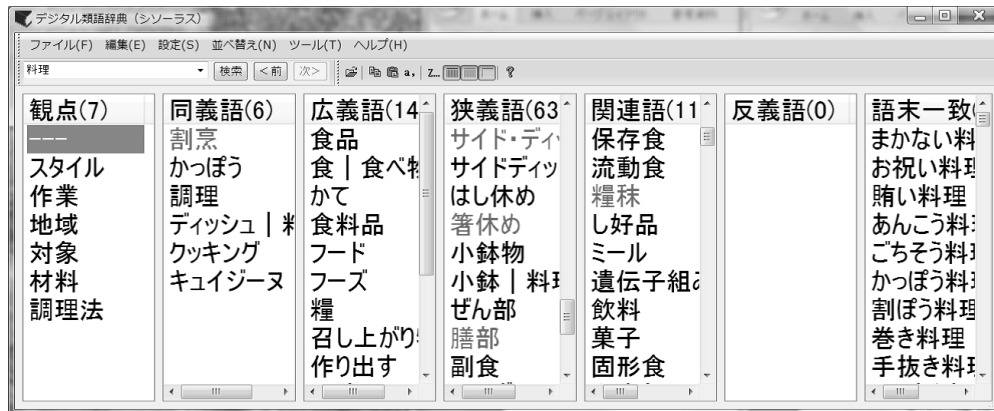 デジタル類語辞典（シソーラス）
ファイル(F) 編集(E) 設定(S) 並べ替え(N) ツール(T) ヘルプ(H)
料理 検索 <前 次> a, Z...
観点(7)
---
スタイル
作業
地域
対象
材料
調理法
同義語(6)
割烹
かっぽう
調理
ディッシュ | 料
クッキング
キュイジーヌ
広義語(14
食品
食 | 食べ物
かて
食料品
フード
フーズ
糧
召し上がり
作り出す
狭義語(63
サイド・ディ
サイドディッ
はし休め
箸休め
小鉢物
小鉢 | 料理
ぜん部
膳部
副食
関連語(11
保存食
流動食
糧秣
し好品
ミール
遺伝子組み
飲料
菓子
固形食
反義語(0)
語末一致(
まかない料
お祝い料理
賄い料理
あんこう料理
ごちそう料理
かっぽう料
割ぽう料理
巻き料理
手抜き料理